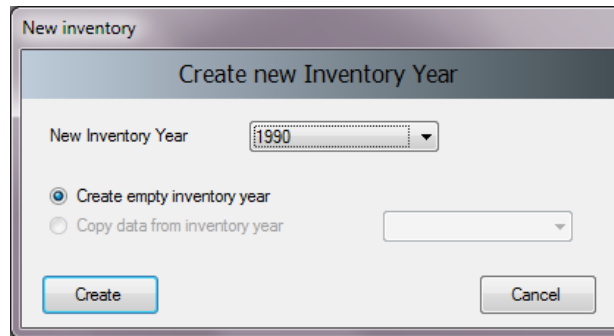 New inventory
Create new Inventory Year
New Inventory Year 1990
Create empty inventory year
Copy data from inventory year
Create Cancel